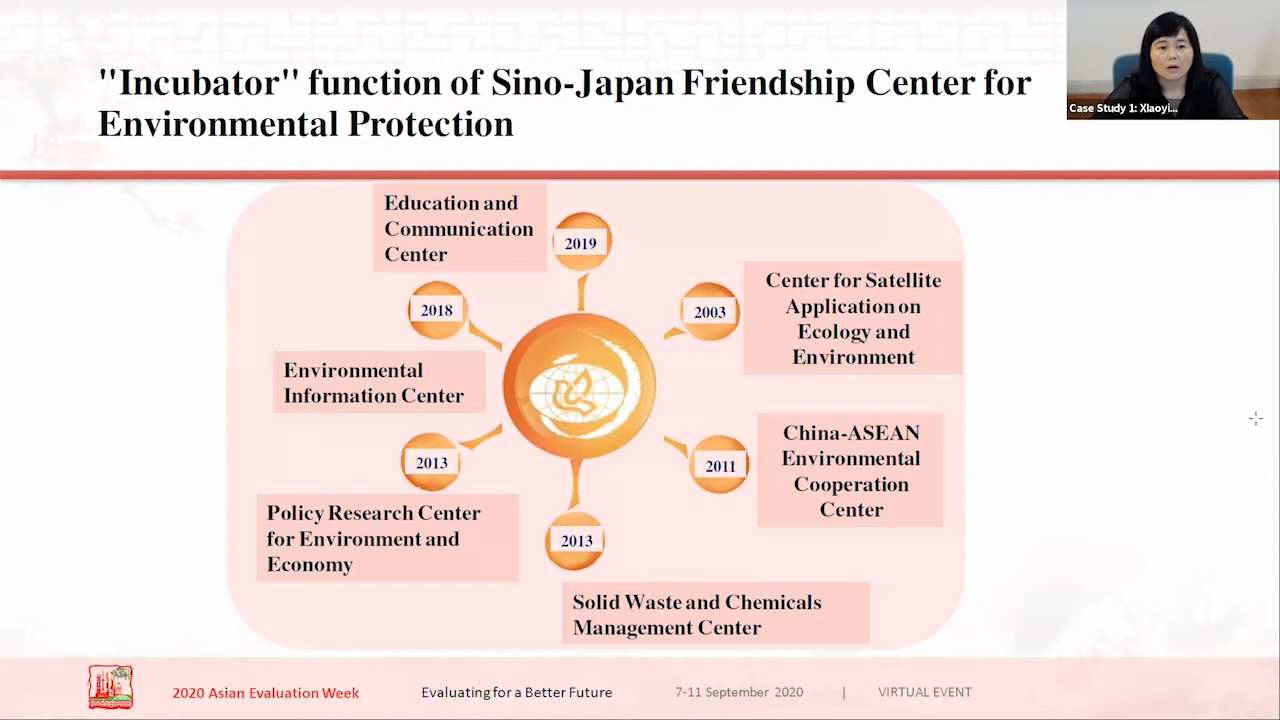 "Incubator" function of Sino-Japan Friendship Center for
Environmental Protection
Case Study 1: XIaoyi...
Education and
Communication
Center
2019
2018
2003
Center for Satellite
Application on
Ecology and
Environment
Environmental
Information Center
2013
2011
China-ASEAN
Environmental
Cooperation
Center
Policy Research Center
for Environment and
Economy
2013
Solid Waste and Chemicals
Management Center
2020 Asian Evaluation Week
Evaluating for a Better Future
7-11 September 2020 | VIRTUAL EVENT